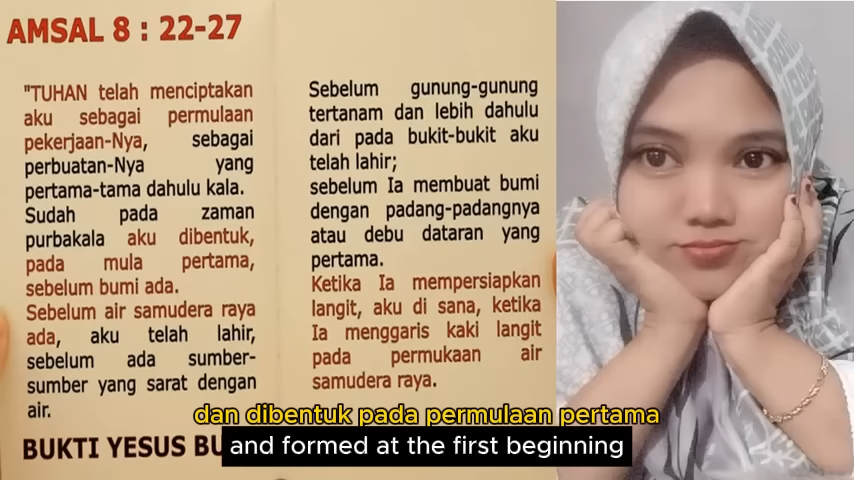 AMSAL 8 : 22-27
"TUHAN telah menciptakan
aku sebagai permulaan
pekerjaan-Nya, sebagai
perbuatan-Nya yang
pertama-tama dahulu kala.
Sudah pada zaman
purbakala aku dibentuk,
pada mula pertama,
sebelum bumi ada.
Sebelum air samudera raya
ada, aku telah lahir,
sebelum ada sumber-
sumber yang sarat dengan
air.
BUKTI YESUS
Sebelum gunung-gunung
tertanam dan lebih dahulu
dari pada bukit-bukit aku
telah lahir;
sebelum Ia membuat bumi
dengan padang-padangnya
atau debu dataran yang
pertama.
Ketika Ia mempersiapkan
langit, aku di sana, ketika
Ia menggaris kaki langit
pada permukaan air
samudera raya.
dan dibentuk pada permulaan pertama
and formed at the first beginning